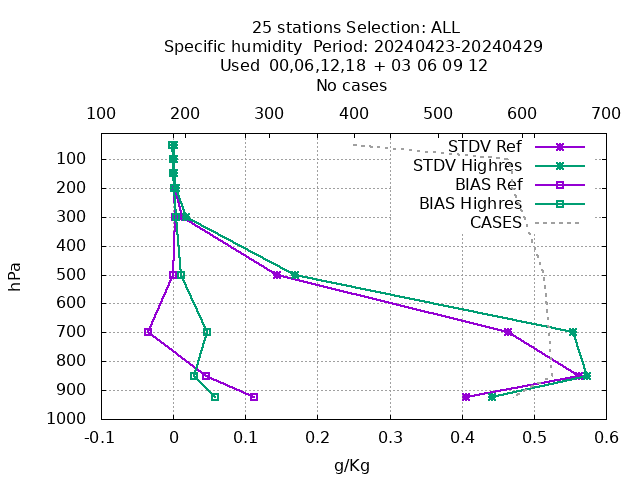 25 stations Selection: ALL
Specific humidity  Period: 20240423-20240429
Used  00,06,12,18  + 03 06 09 12
No cases
100 200 300 400 500 600 700
STDV Ref
STDV Highres
BIAS Ref
BIAS Highres
CASES
100
200
300
400
500
600
700
800
900
1000
hPa
-0.1 0 0.1 0.2 0.3 0.4 0.5 0.6
g/Kg